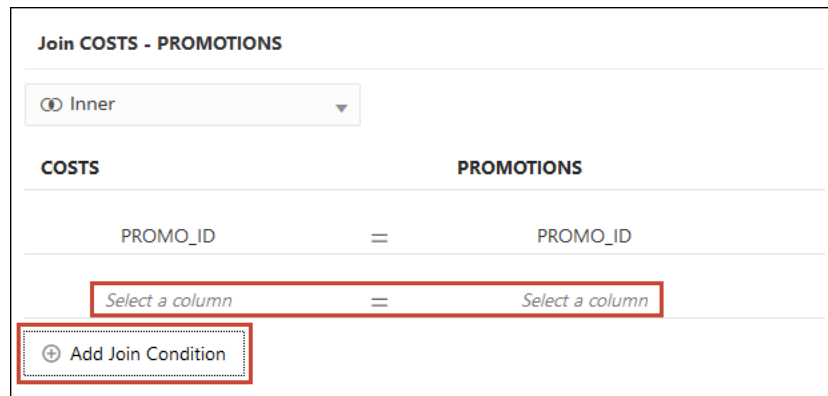 Join COSTS - PROMOTIONS
Inner
COSTS PROMOTIONS
PROMO_ID = PROMO_ID
Select a column = Select a column
Add Join Condition